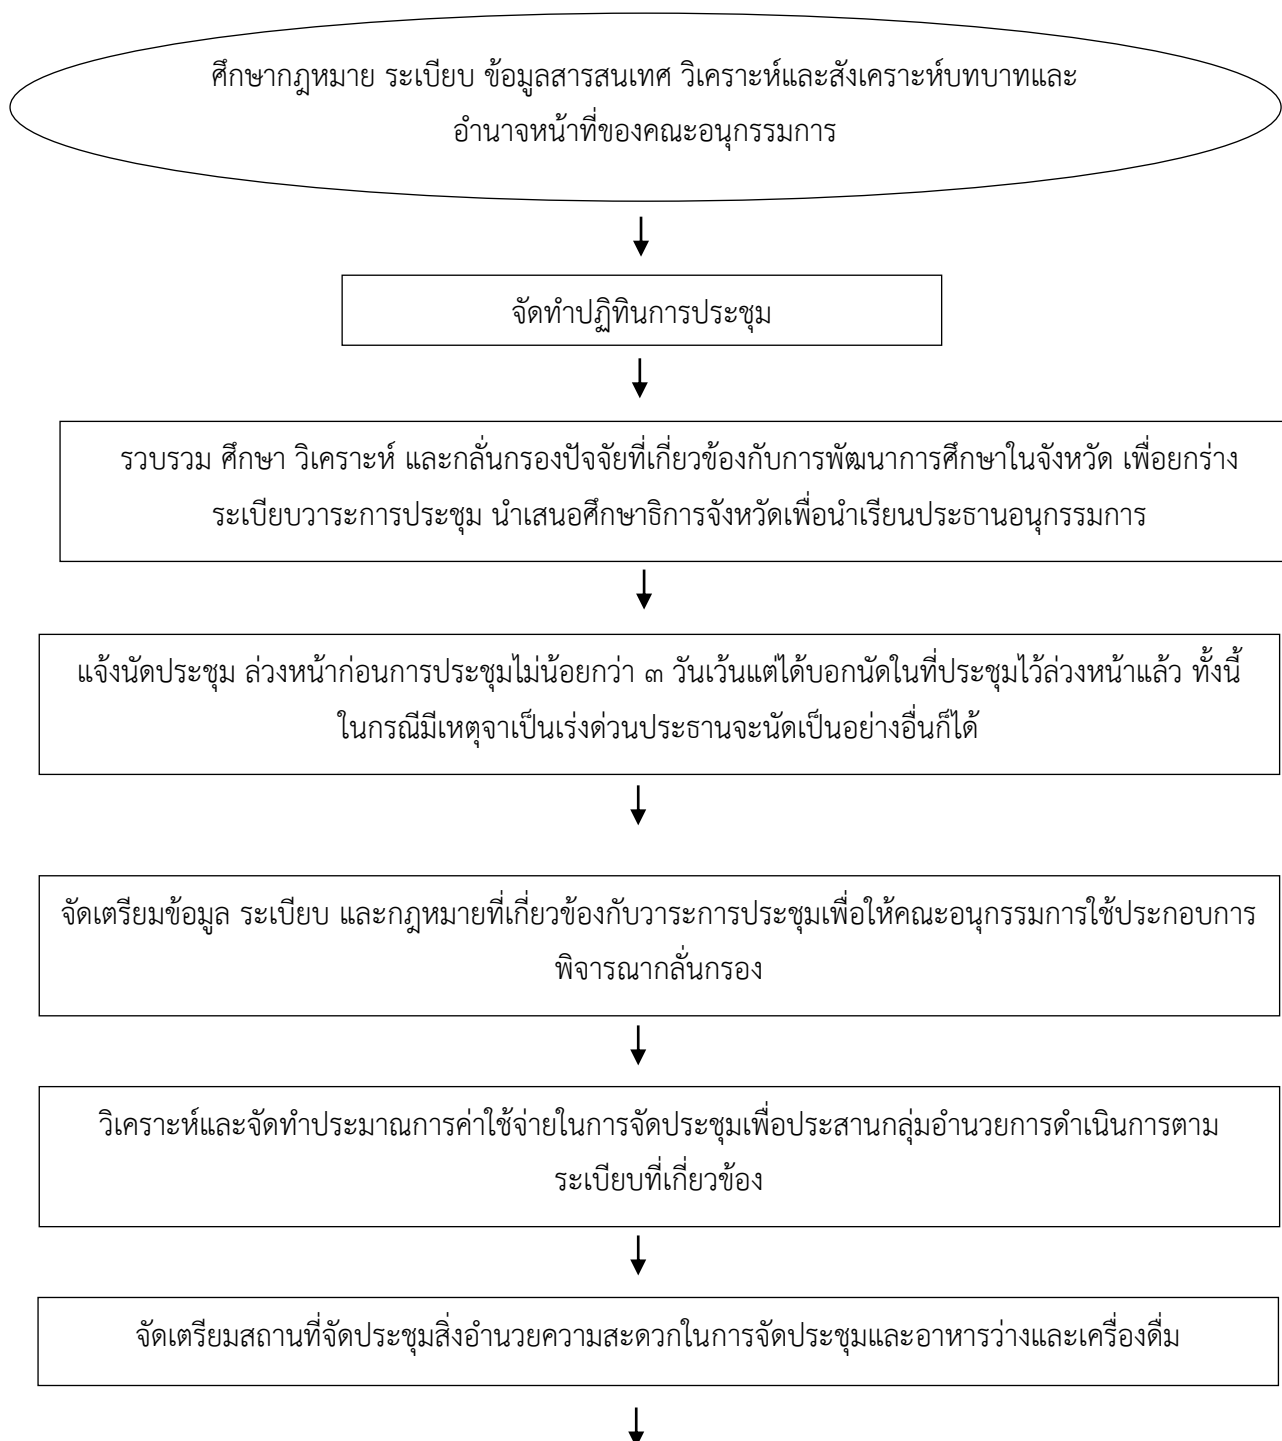 ศึกษากฎหมาย ระเบียบ ข้อมูลสารสนเทศ วิเคราะห์และสังเคราะห์บทบาทและ
อำนาจหน้าที่ของคณะอนุกรรมการ
จัดทำปฏิทินการประชุม
รวบรวม ศึกษา วิเคราะห์ และกลั่นกรองปัจจัยที่เกี่ยวข้องกับการพัฒนาการศึกษาในจังหวัด เพื่อยกร่าง
ระเบียบวาระการประชุม นำเสนอศึกษาธิการจังหวัดเพื่อนำเรียนประธานอนุกรรมการ
แจ้งนัดประชุม ล่วงหน้าก่อนการประชุมไม่น้อยกว่า ๓ วันเว้นแต่ได้บอกนัดในที่ประชุมไว้ล่วงหน้าแล้ว ทั้งนี้
ในกรณีมีเหตุจาเป็นเร่งด่วนประธานจะนัดเป็นอย่างอื่นก็ได้
จัดเตรียมข้อมูล ระเบียบ และกฎหมายที่เกี่ยวข้องกับวาระการประชุมเพื่อให้คณะอนุกรรมการใช้ประกอบการ
พิจารณากลั่นกรอง
วิเคราะห์และจัดทำประมาณการค่าใช้จ่ายในการจัดประชุมเพื่อประสานกลุ่มอำนวยการดำเนินการตาม
ระเบียบที่เกี่ยวข้อง
จัดเตรียมสถานที่จัดประชุมสิ่งอำนวยความสะดวกในการจัดประชุมและอาหารว่างและเครื่องดื่ม